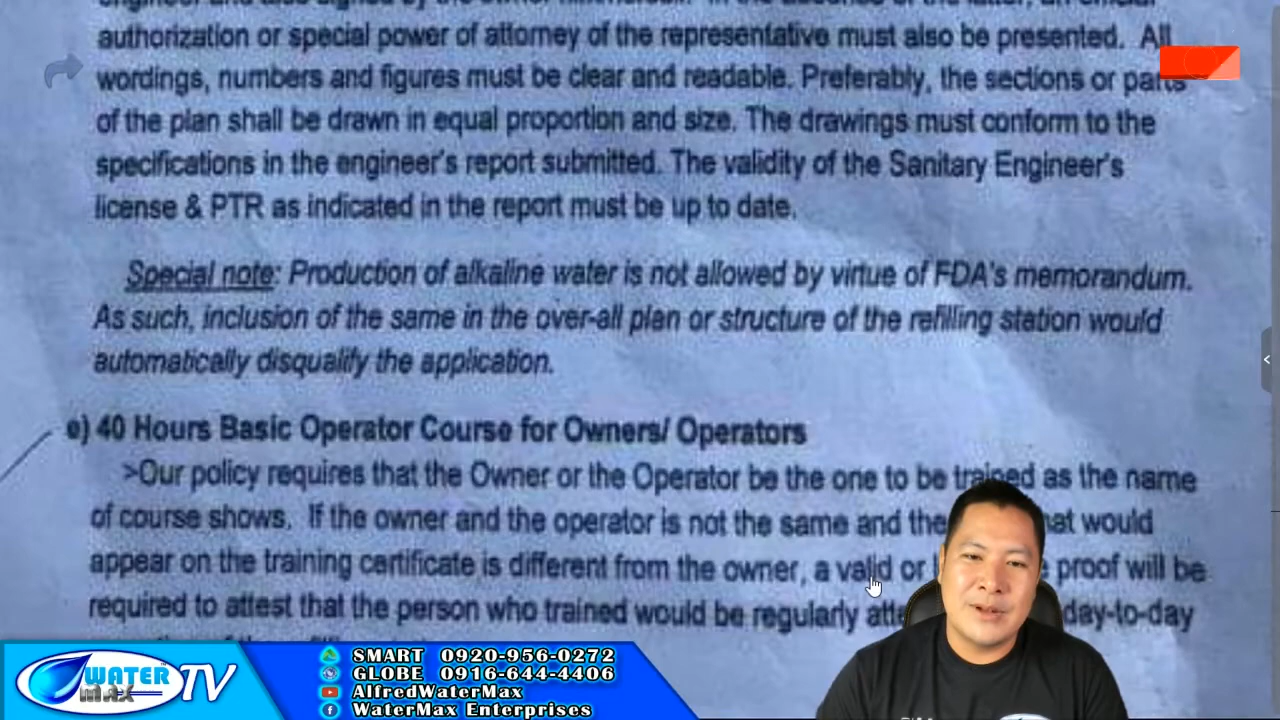 authorization or special power of attorney of the representative must also be presented. All
wordings, numbers and figures must be clear and readable. Preferably, the sections or parts
of the plan shall be drawn in equal proportion and size. The drawings must conform to the
specifications in the engineer's report submitted. The validity of the Sanitary Engineer's
license & PTR as indicated in the report must be up to date.
Special note: Production of alkaline water is not allowed by virtue of FDA's memorandum.
As such, inclusion of the same in the over-all plan or structure of the refilling station would
automatically disqualify the application.
e) 40 Hours Basic Operator Course for Owners/ Operators
>Our policy requires that the Owner or the Operator be the one to be trained as the name
of course shows. If the owner and the operator is not the same and the would
appear on the training certificate is different from the owner, a valid or proof will be
required to attest that the person who trained would be regularly day-to-day
WATER MAX TV
SMART 0920-956-0272
GLOBE 0916-644-4406
AlfredWaterMax
WaterMax Enterprises